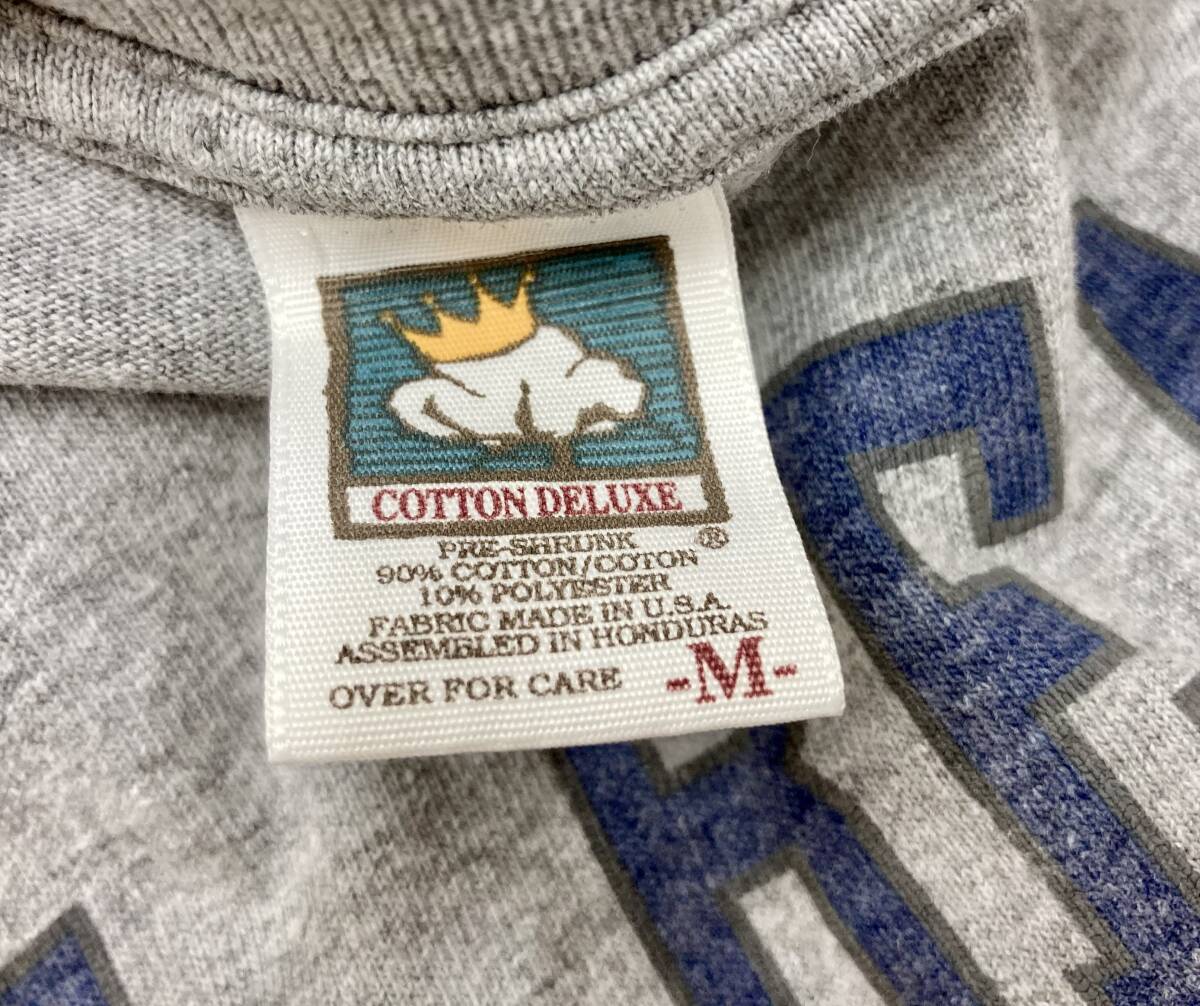 COTTON DELUXE
®
PRE-SHRUNK
90% COTTON/COTON
10% POLYESTER
FABRIC MADE IN U.S.A.
ASSEMBLED IN HONDURAS
OVER FOR CARE -M-